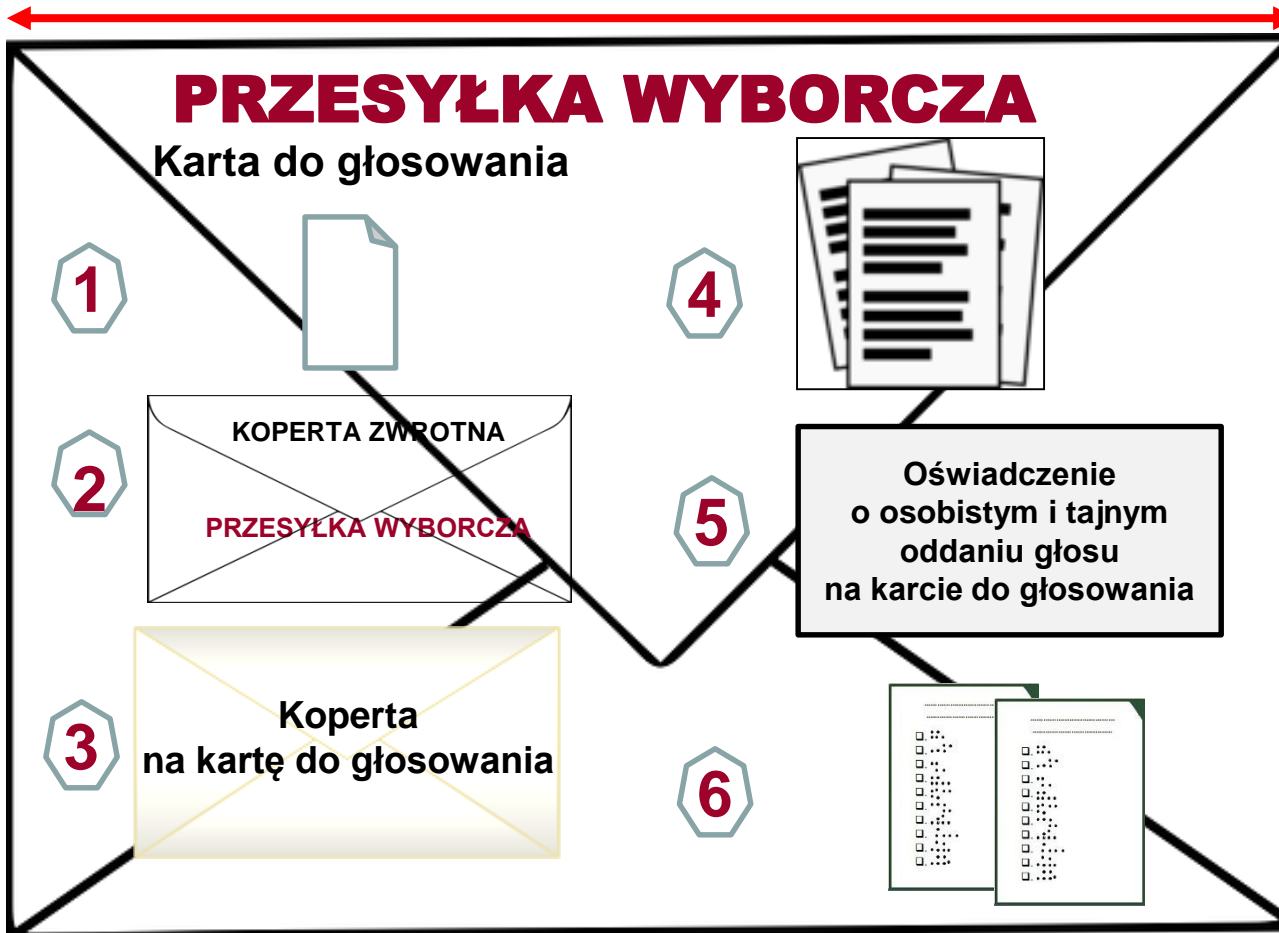 PRZESYŁKA WYBORCZA
Karta do głosowania
1
KOPERTA ZWROTNA
2
PRZESYŁKA WYBORCZA
3
Koperta
na kartę do głosowania
4
5
Oświadczenie
o osobistym i tajnym
oddaniu głosu
na karcie do głosowania
6